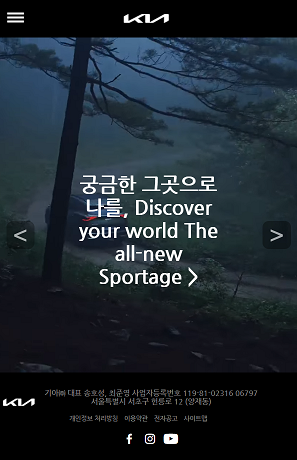 KIA
궁금한 그곳으로
나를, Discover
your world The
all-new
Sportage >
< >
기아㈜ 대표 송호성, 최준영 사업자등록번호 119-81-02316 06797
서울특별시 서초구 헌릉로 12 (양재동)
KIA
개인정보 처리방침 이용약관 전자공고 사이트맵